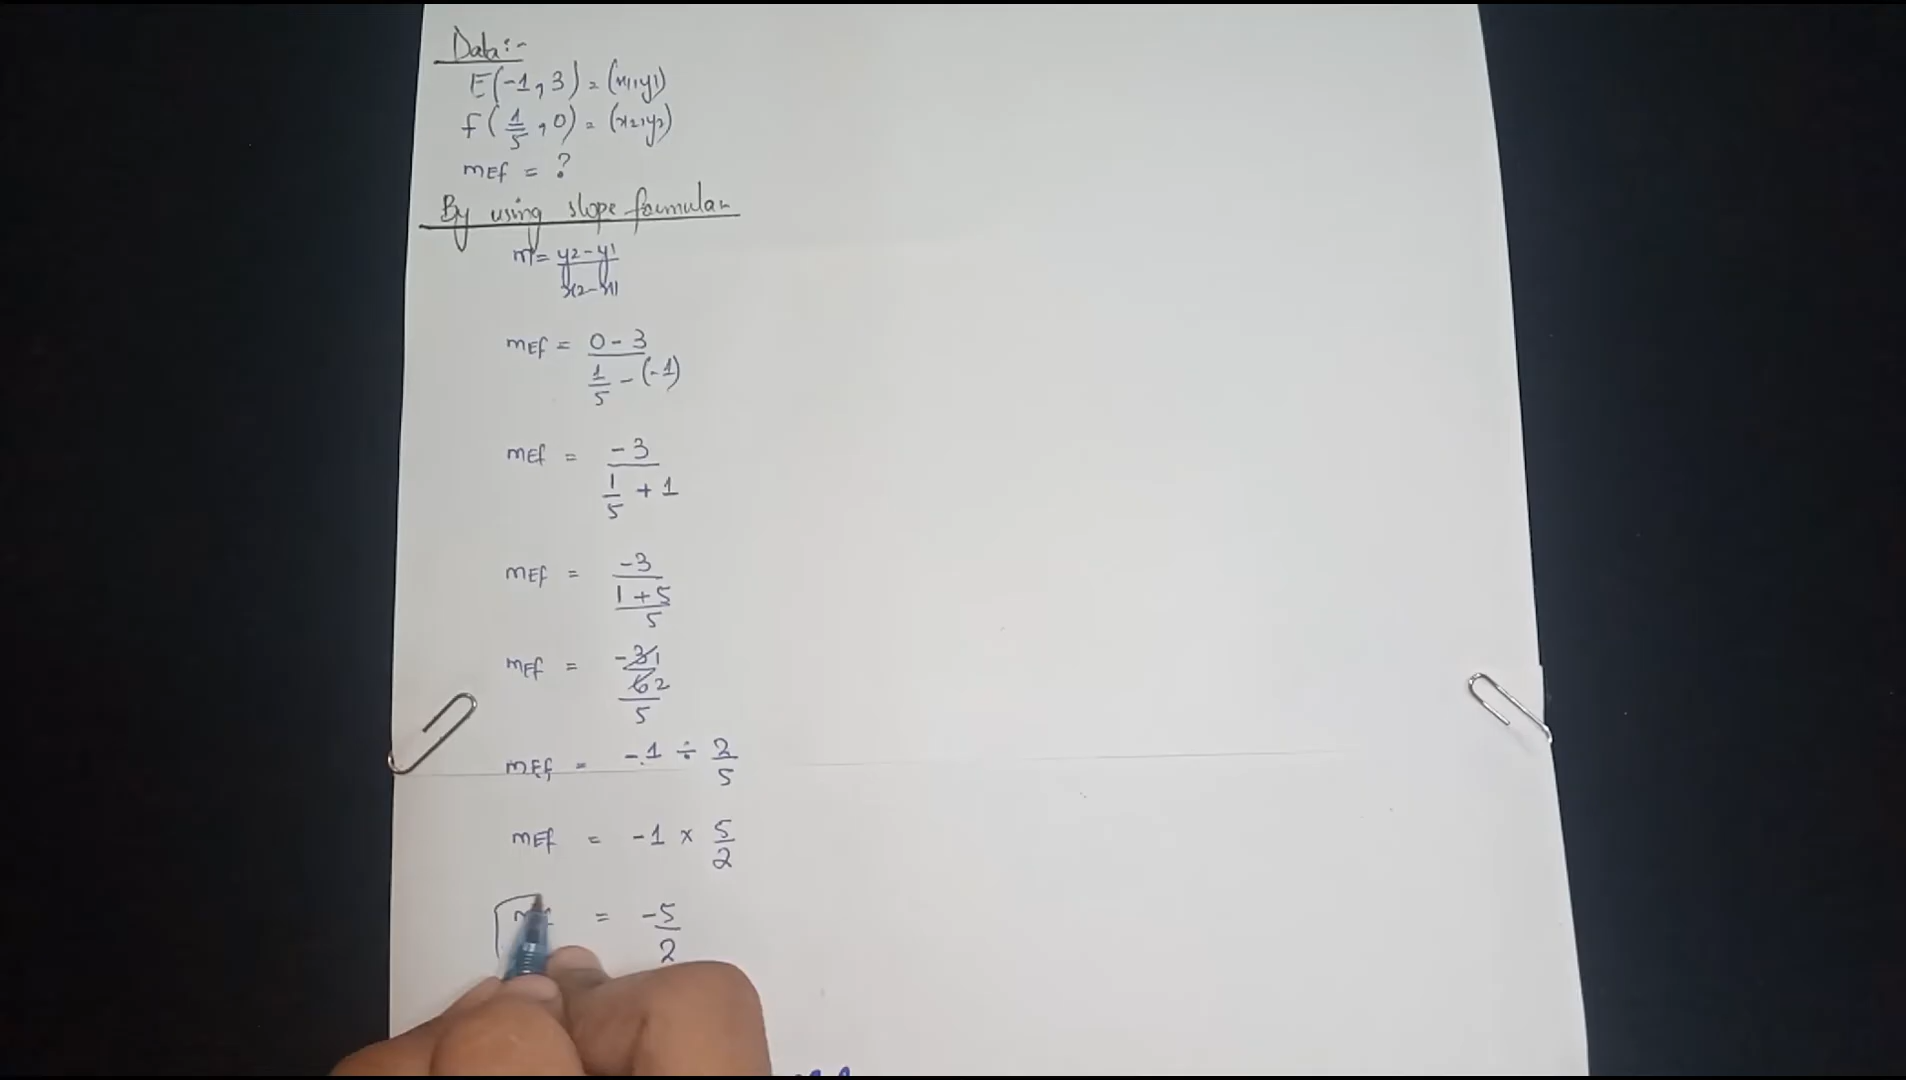 Data:-
E(-1, 3) = (x1, y1)
f(1/5, 0) = (x2, y2)
mEf = ?
By using slope formula:-
m = y2 - y1 / x2 - x1
mEf = 0 - 3 / 1/5 - (-1)
mEf = -3 / 1/5 + 1
mEf = -3 / 1 + 5 / 5
mEf = -3 1 / 6 2 / 5
mEf = -1 ÷ 2/5
mEf = -1 × 5/2
= -5/2